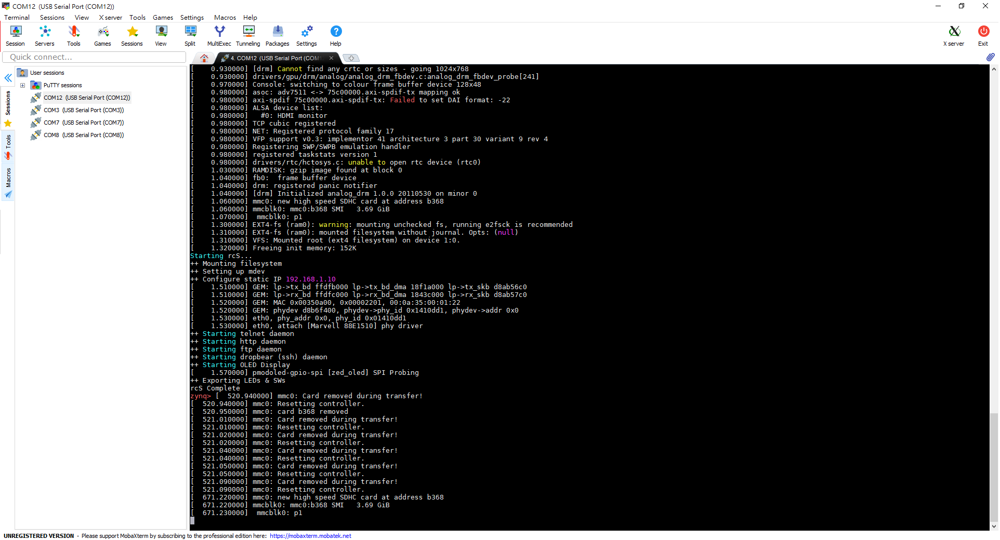 COM12  (USB Serial Port (COM12))
Terminal Sessions View X server Tools Games Settings Macros Help
Session Servers Tools Games Sessions View Split MultiExec Tunneling Packages Settings Help X server Exit
Quick connect...
4. COM12  (USB Serial Port (COM1
User sessions
PuTTY sessions
COM12  (USB Serial Port (COM12))
COM3  (USB Serial Port (COM3))
COM7  (USB Serial Port (COM7))
COM8  (USB Serial Port (COM8))
Sessions
Tools
Macros
[    0.930000] [drm] Cannot find any crtc or sizes - going 1024x768
[    0.930000] drivers/gpu/drm/analog/analog_drm_fbdev.c:analog_drm_fbdev_probe[241]
[    0.970000] Console: switching to colour frame buffer device 128x48
[    0.980000] asoc: adv7511 <-> 75c00000.axi-spdif-tx mapping ok
[    0.980000] axi-spdif 75c00000.axi-spdif-tx: Failed to set DAI format: -22
[    0.980000] ALSA device list:
[    0.980000]   #0: HDMI monitor
[    0.980000] TCP cubic registered
[    0.980000] NET: Registered protocol family 17
[    0.980000] VFP support v0.3: implementor 41 architecture 3 part 30 variant 9 rev 4
[    0.980000] Registering SWP/SWPB emulation handler
[    0.980000] registered taskstats version 1
[    0.980000] drivers/rtc/hctosys.c: unable to open rtc device (rtc0)
[    1.030000] RAMDISK: gzip image found at block 0
[    1.040000] fb0:  frame buffer device
[    1.040000] drm: registered panic notifier
[    1.040000] [drm] Initialized analog_drm 1.0.0 20110530 on minor 0
[    1.060000] mmc0: new high speed SDHC card at address b368
[    1.060000] mmcblk0: mmc0:b368 SMI   3.69 GiB
[    1.070000]  mmcblk0: p1
[    1.300000] EXT4-fs (ram0): warning: mounting unchecked fs, running e2fsck is recommended
[    1.310000] EXT4-fs (ram0): mounted filesystem without journal. Opts: (null)
[    1.310000] VFS: Mounted root (ext4 filesystem) on device 1:0.
[    1.320000] Freeing init memory: 152K
Starting rcS...
++ Mounting filesystem
++ Setting up mdev
++ Configure static IP 192.168.1.10
[    1.510000] GEM: lp->tx_bd ffdfb000 lp->tx_bd_dma 18f1a000 lp->tx_skb d8ab56c0
[    1.510000] GEM: lp->rx_bd ffdfc000 lp->rx_bd_dma 1843c000 lp->rx_skb d8ab57c0
[    1.520000] GEM: MAC 0x00350a00, 0x00002201, 00:0a:35:00:01:22
[    1.520000] GEM: phydev d8b6f400, phydev->phy_id 0x1410dd1, phydev->addr 0x0
[    1.530000] eth0, phy_addr 0x0, phy_id 0x01410dd1
[    1.530000] eth0, attach [Marvell 88E1510] phy driver
++ Starting telnet daemon
++ Starting http daemon
++ Starting ftp daemon
++ Starting dropbear (ssh) daemon
++ Starting OLED Display
[    1.570000] pmodoled-gpio-spi [zed_oled] SPI Probing
++ Exporting LEDs & SWs
rcS Complete
zynq> [  520.940000] mmc0: Card removed during transfer!
[  520.940000] mmc0: Resetting controller.
[  520.950000] mmc0: card b368 removed
[  521.010000] mmc0: Card removed during transfer!
[  521.010000] mmc0: Resetting controller.
[  521.020000] mmc0: Card removed during transfer!
[  521.020000] mmc0: Resetting controller.
[  521.040000] mmc0: Card removed during transfer!
[  521.040000] mmc0: Resetting controller.
[  521.050000] mmc0: Card removed during transfer!
[  521.050000] mmc0: Resetting controller.
[  521.090000] mmc0: Card removed during transfer!
[  521.090000] mmc0: Resetting controller.
[  671.220000] mmc0: new high speed SDHC card at address b368
[  671.220000] mmcblk0: mmc0:b368 SMI   3.69 GiB
[  671.230000]  mmcblk0: p1
UNREGISTERED VERSION  -  Please support MobaXterm by subscribing to the professional edition here:  https://mobaxterm.mobatek.net